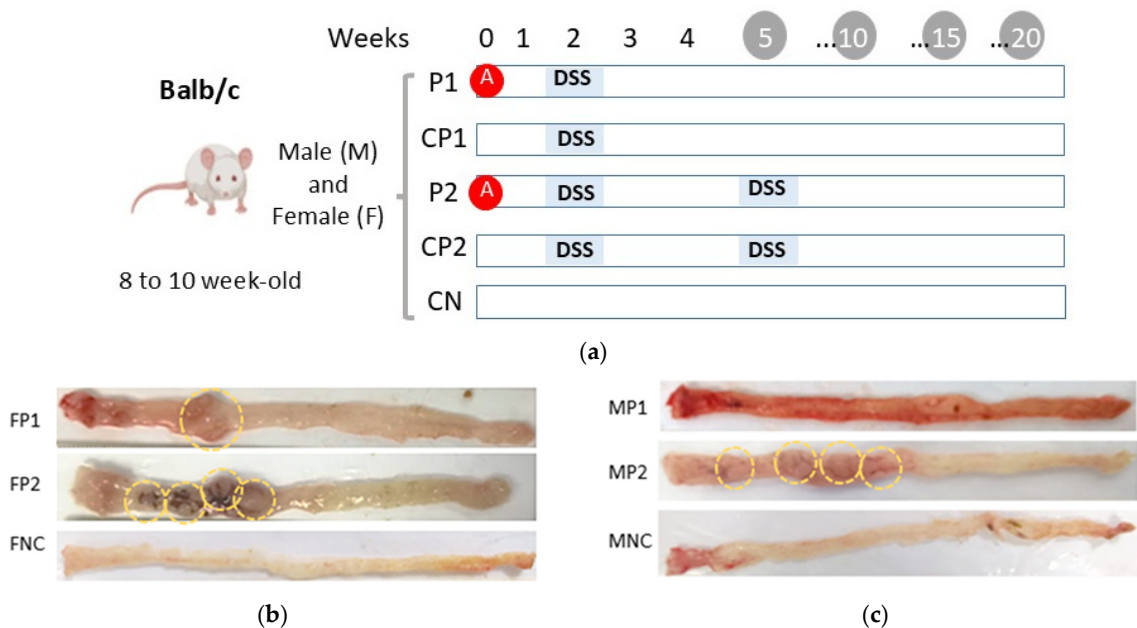 Weeks 0 1 2 3 4 5 ...10 ...15 ...20
Balb/c
Male (M)
and
Female (F)
8 to 10 week-old
P1 A DSS
CP1 DSS
P2 A DSS DSS
CP2 DSS DSS
CN
(a)
FP1
FP2
FNC
(b)
MP1
MP2
MNC
(c)